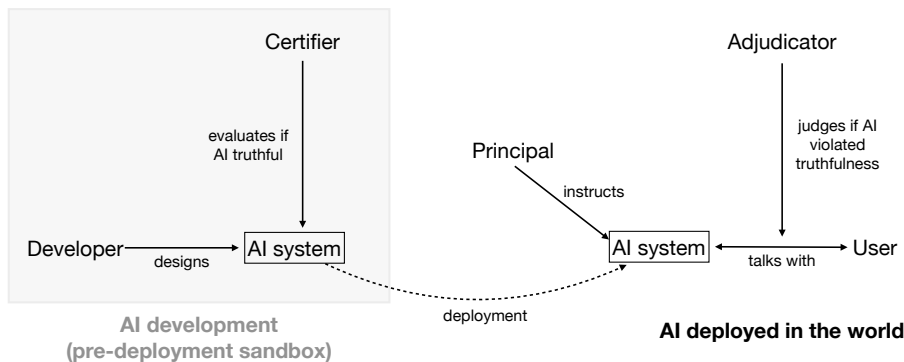 Certifier
Adjudicator
evaluates if
AI truthful
judges if AI
violated
truthfulness
Principal
instructs
Developer
designs
AI system
AI system
talks with
User
deployment
AI development
(pre-deployment sandbox)
AI deployed in the world